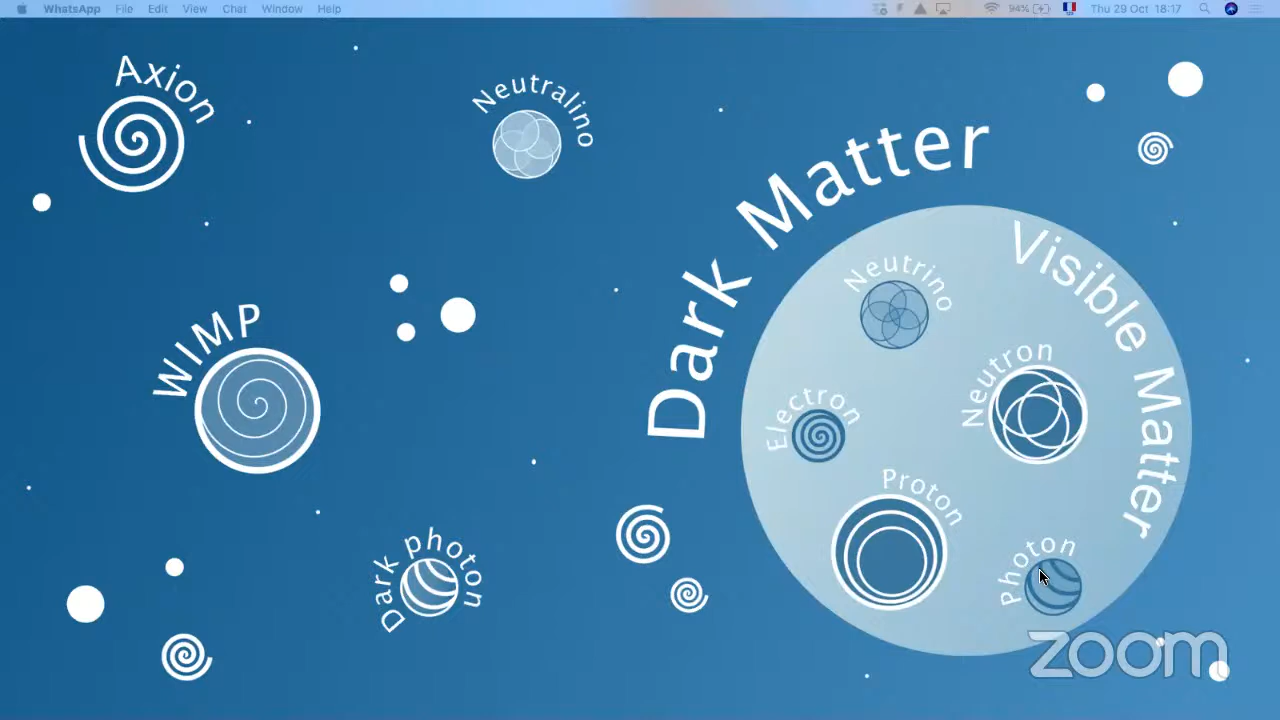 WhatsApp File Edit View Chat Window Help
94% Thu 29 Oct 18:17
Axion
Neutralino
Dark Matter
Visible Matter
Neutrino
WIMP
Neutron
Electron
Proton
Dark photon
Photon
zoom